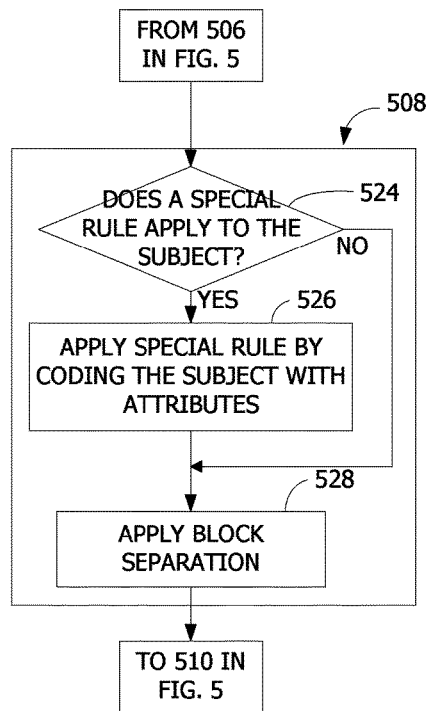 FROM 506
IN FIG. 5
508
DOES A SPECIAL
RULE APPLY TO THE
SUBJECT?
524
NO
YES
526
APPLY SPECIAL RULE BY
CODING THE SUBJECT WITH
ATTRIBUTES
528
APPLY BLOCK
SEPARATION
TO 510 IN
FIG. 5